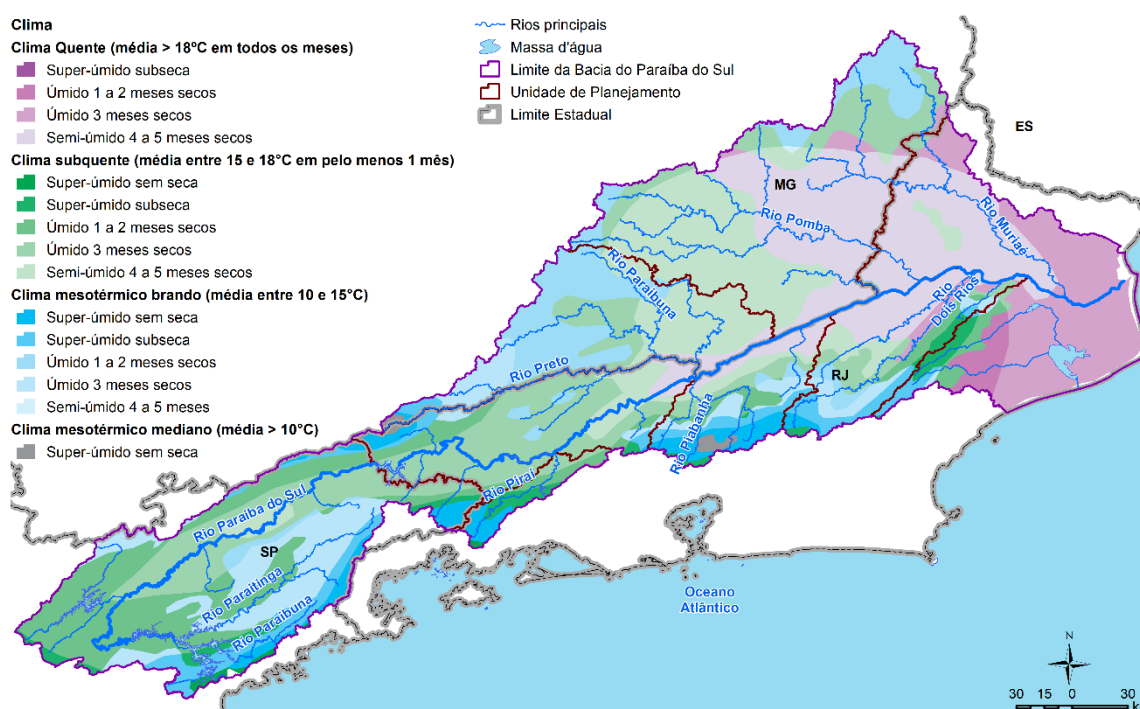 Clima
Clima Quente (média > 18ºC em todos os meses)
Super-úmido subseca
Úmido 1 a 2 meses secos
Úmido 3 meses secos
Semi-úmido 4 a 5 meses secos
Clima subquente (média entre 15 e 18°C em pelo menos 1 mês)
Super-úmido sem seca
Super-úmido subseca
Úmido 1 a 2 meses secos
Úmido 3 meses secos
Semi-úmido 4 a 5 meses secos
Clima mesotérmico brando (média entre 10 e 15°C)
Super-úmido sem seca
Super-úmido subseca
Úmido 1 a 2 meses secos
Úmido 3 meses secos
Semi-úmido 4 a 5 meses
Clima mesotérmico mediano (média > 10°C)
Super-úmido sem seca
Rios principais
Massa d'água
Limite da Bacia do Paraíba do Sul
Unidade de Planejamento
Limite Estadual
ES
MG
Rio Pomba
Rio Muriaé
Rio Paraibuna
Rio
Dois Rios
Rio Preto
RJ
Rio Piabanha
Rio Piraí
Rio Paraíba do Sul
SP
Rio Paraitinga
Rio Paraibuna
Oceano
Atlântico
N
30 15 0 30
k